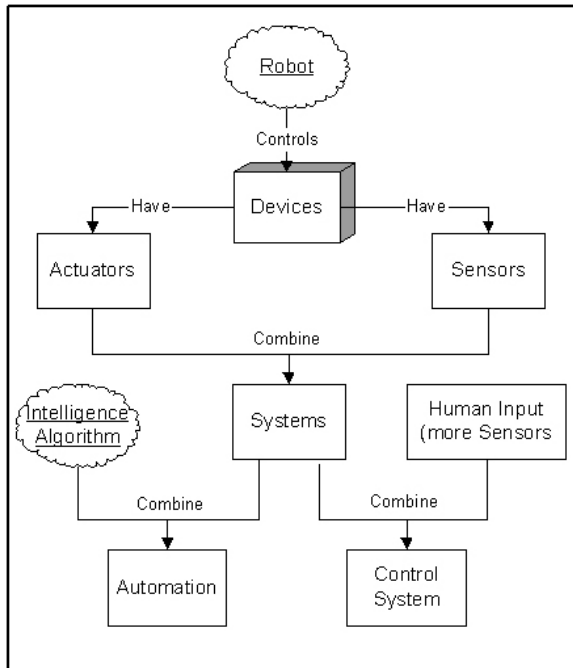 Robot
Controls
Devices
Have
Have
Actuators
Sensors
Combine
Intelligence
Algorithm
Systems
Human Input
(more Sensors
Combine
Combine
Automation
Control
System